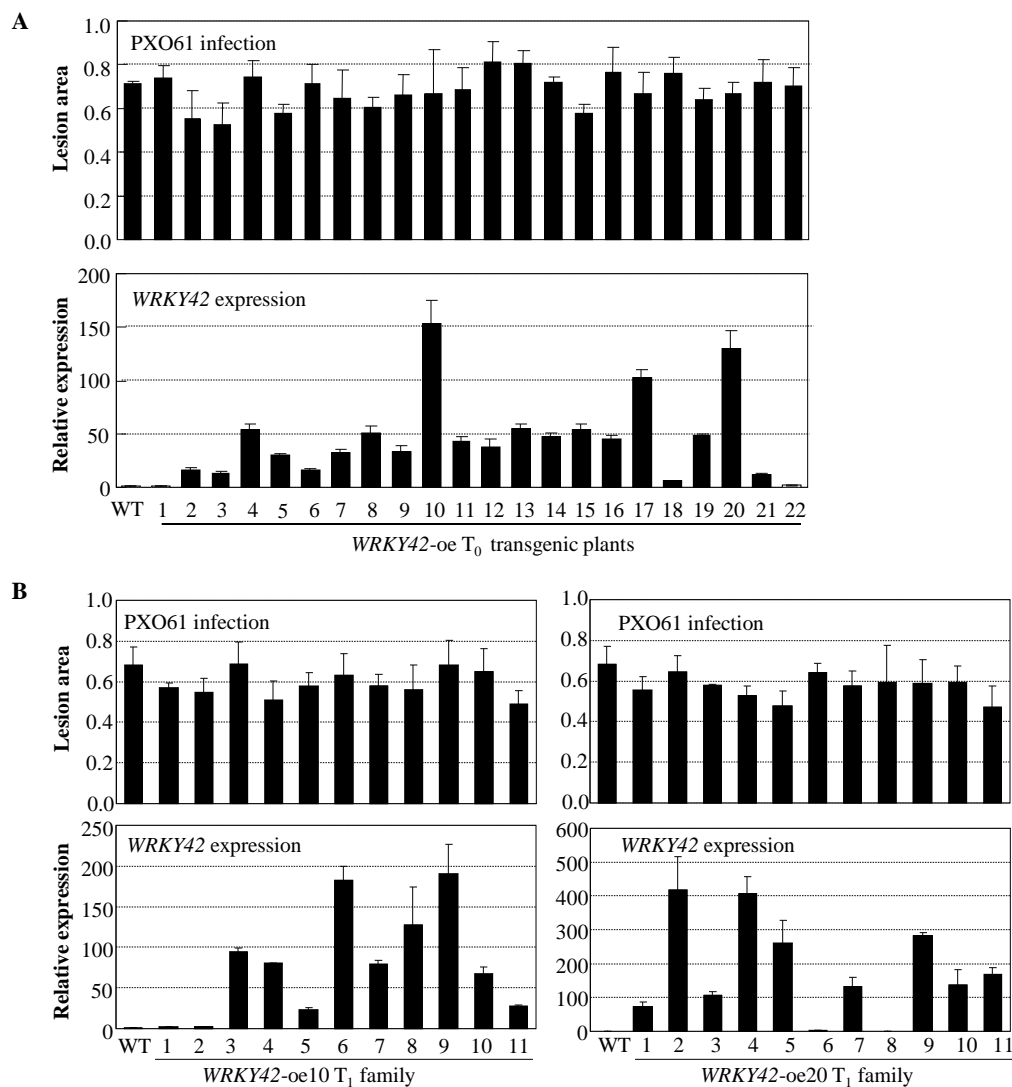 A
PXO61 infection
Lesion area
1.0
0.8
0.6
0.4
0.2
0.0
WRKY42 expression
Relative expression
200
150
100
50
0
WT 1 2 3 4 5 6 7 8 9 10 11 12 13 14 15 16 17 18 19 20 21 22
WRKY42-oe T0 transgenic plants
B
PXO61 infection
Lesion area
1.0
0.8
0.6
0.4
0.2
0.0
WRKY42 expression
Relative expression
250
200
150
100
50
0
WT 1 2 3 4 5 6 7 8 9 10 11
WRKY42-oe10 T1 family
PXO61 infection
1.0
0.8
0.6
0.4
0.2
0.0
WRKY42 expression
600
500
400
300
200
100
0
WT 1 2 3 4 5 6 7 8 9 10 11
WRKY42-oe20 T1 family